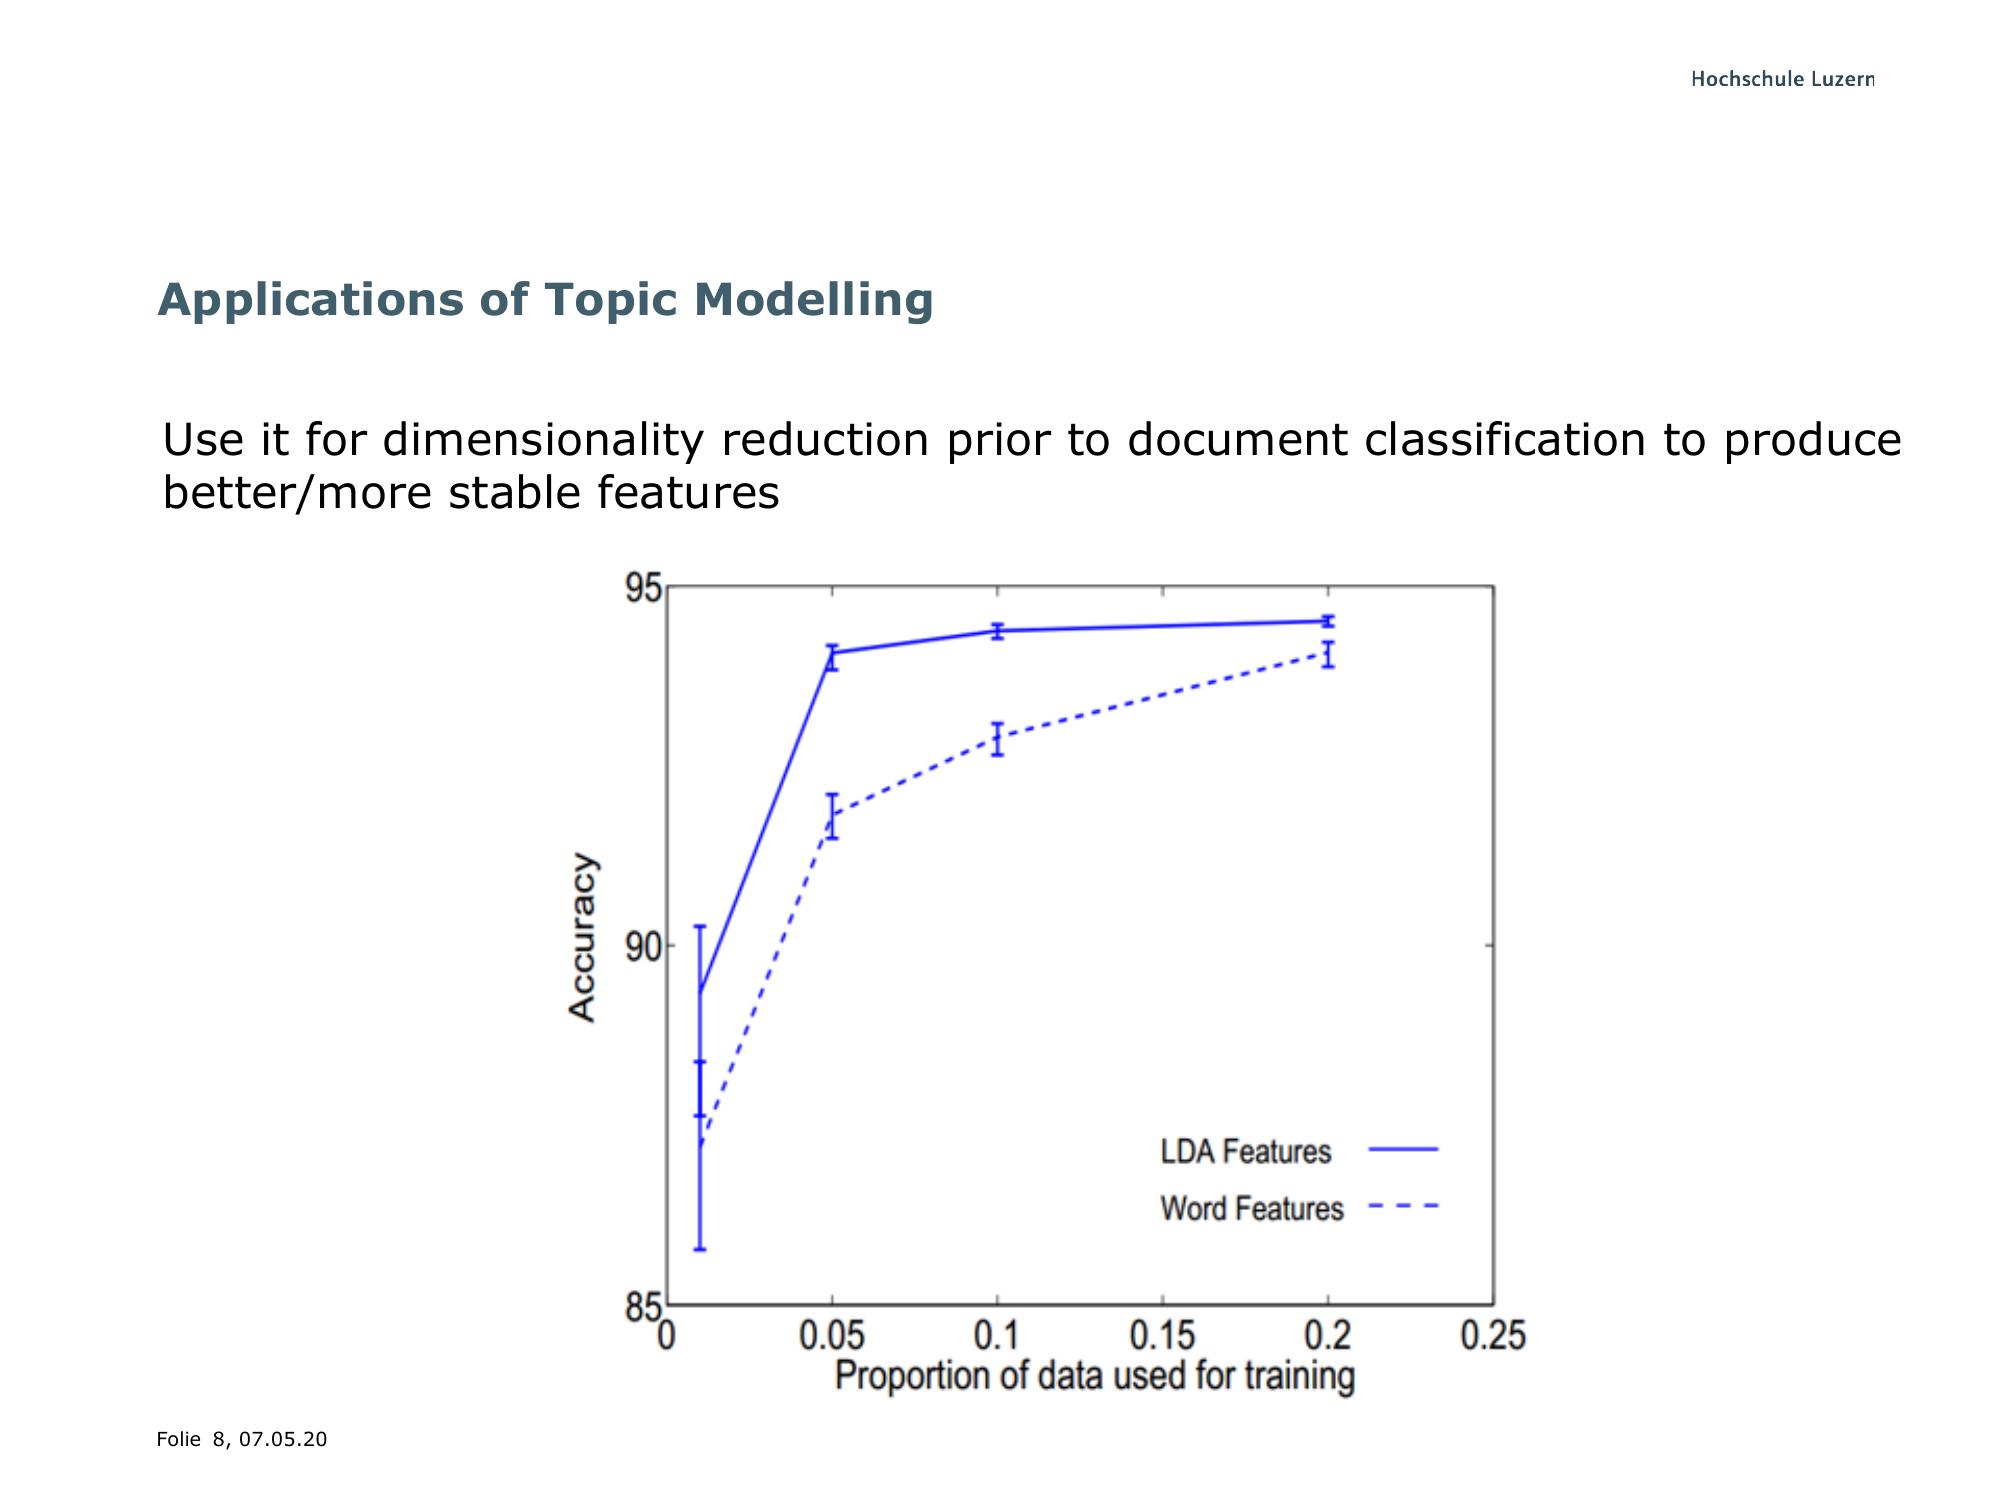 Hochschule Luzern
Applications of Topic Modelling
Use it for dimensionality reduction prior to document classification to produce
better/more stable features
95
90
85
Accuracy
0 0.05 0.1 0.15 0.2 0.25
Proportion of data used for training
LDA Features
Word Features
Folie 8, 07.05.20